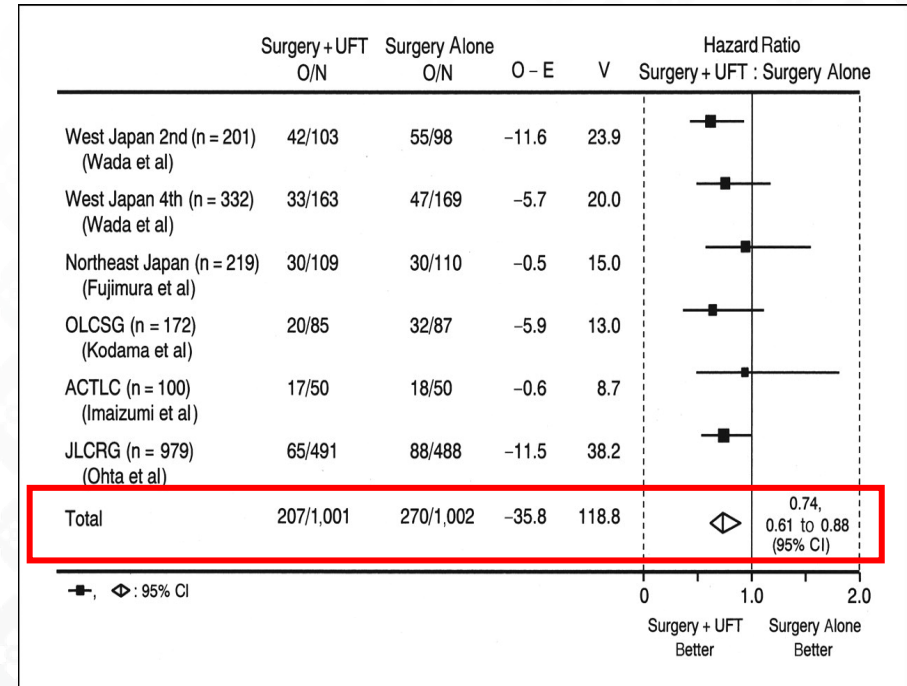 Surgery + UFT Surgery Alone Hazard Ratio
O/N O/N O – E V Surgery + UFT : Surgery Alone
West Japan 2nd (n = 201) 42/103 55/98 −11.6 23.9
(Wada et al)
West Japan 4th (n = 332) 33/163 47/169 −5.7 20.0
(Wada et al)
Northeast Japan (n = 219) 30/109 30/110 −0.5 15.0
(Fujimura et al)
OLCSG (n = 172) 20/85 32/87 −5.9 13.0
(Kodama et al)
ACTLC (n = 100) 17/50 18/50 −0.6 8.7
(Imaizumi et al)
JLCRG (n = 979) 65/491 88/488 −11.5 38.2
(Ohta et al)
Total 207/1,001 270/1,002 −35.8 118.8
0.74,
0.61 to 0.88
(95% CI)
, : 95% CI
0 1.0 2.0
Surgery + UFT Surgery Alone
Better Better